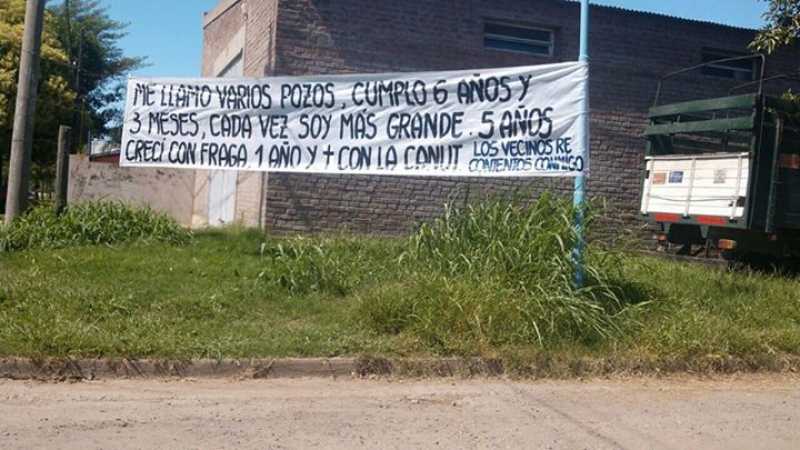 ME LLAMO VARIOS POZOS, CUMPLO 6 AÑOS Y
3 MESES, CADA VEZ SOY MÁS GRANDE. 5 AÑOS
CRECÍ CON FRAGA 1 AÑO Y + CON LA CANUT. LOS VECINOS RE
CONTENTOS CONMIGO